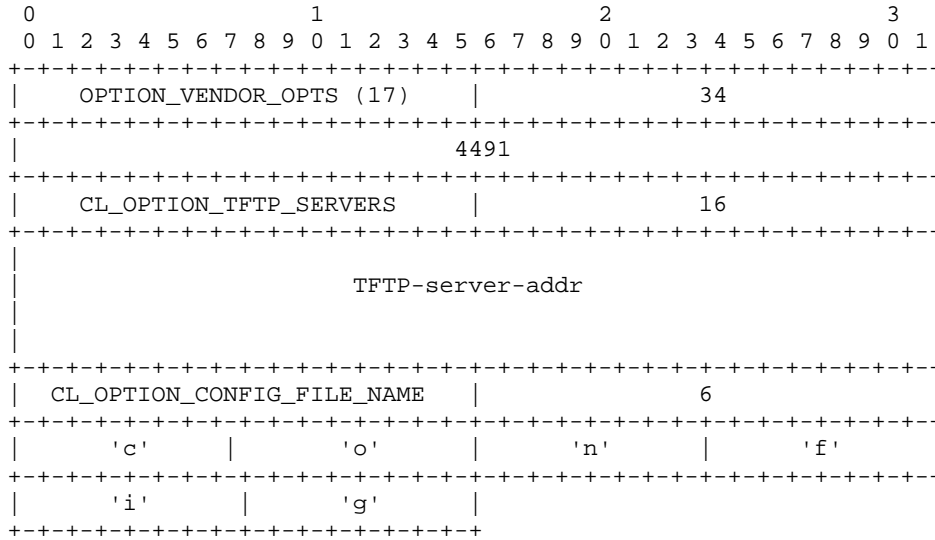 0                   1                   2                   3
 0 1 2 3 4 5 6 7 8 9 0 1 2 3 4 5 6 7 8 9 0 1 2 3 4 5 6 7 8 9 0 1
+-+-+-+-+-+-+-+-+-+-+-+-+-+-+-+-+-+-+-+-+-+-+-+-+-+-+-+-+-+-+-+--
|    OPTION_VENDOR_OPTS (17)    |               34
+-+-+-+-+-+-+-+-+-+-+-+-+-+-+-+-+-+-+-+-+-+-+-+-+-+-+-+-+-+-+-+--
|                              4491
+-+-+-+-+-+-+-+-+-+-+-+-+-+-+-+-+-+-+-+-+-+-+-+-+-+-+-+-+-+-+-+--
|    CL_OPTION_TFTP_SERVERS     |               16
+-+-+-+-+-+-+-+-+-+-+-+-+-+-+-+-+-+-+-+-+-+-+-+-+-+-+-+-+-+-+-+--
|
|                       TFTP-server-addr
|
|
+-+-+-+-+-+-+-+-+-+-+-+-+-+-+-+-+-+-+-+-+-+-+-+-+-+-+-+-+-+-+-+--
|  CL_OPTION_CONFIG_FILE_NAME   |               6
+-+-+-+-+-+-+-+-+-+-+-+-+-+-+-+-+-+-+-+-+-+-+-+-+-+-+-+-+-+-+-+--
|      'c'     |       'o'      |      'n'      |      'f'
+-+-+-+-+-+-+-+-+-+-+-+-+-+-+-+-+-+-+-+-+-+-+-+-+-+-+-+-+-+-+-+--
|      'i'      |      'g'      |
+-+-+-+-+-+-+-+-+-+-+-+-+-+-+-+-+